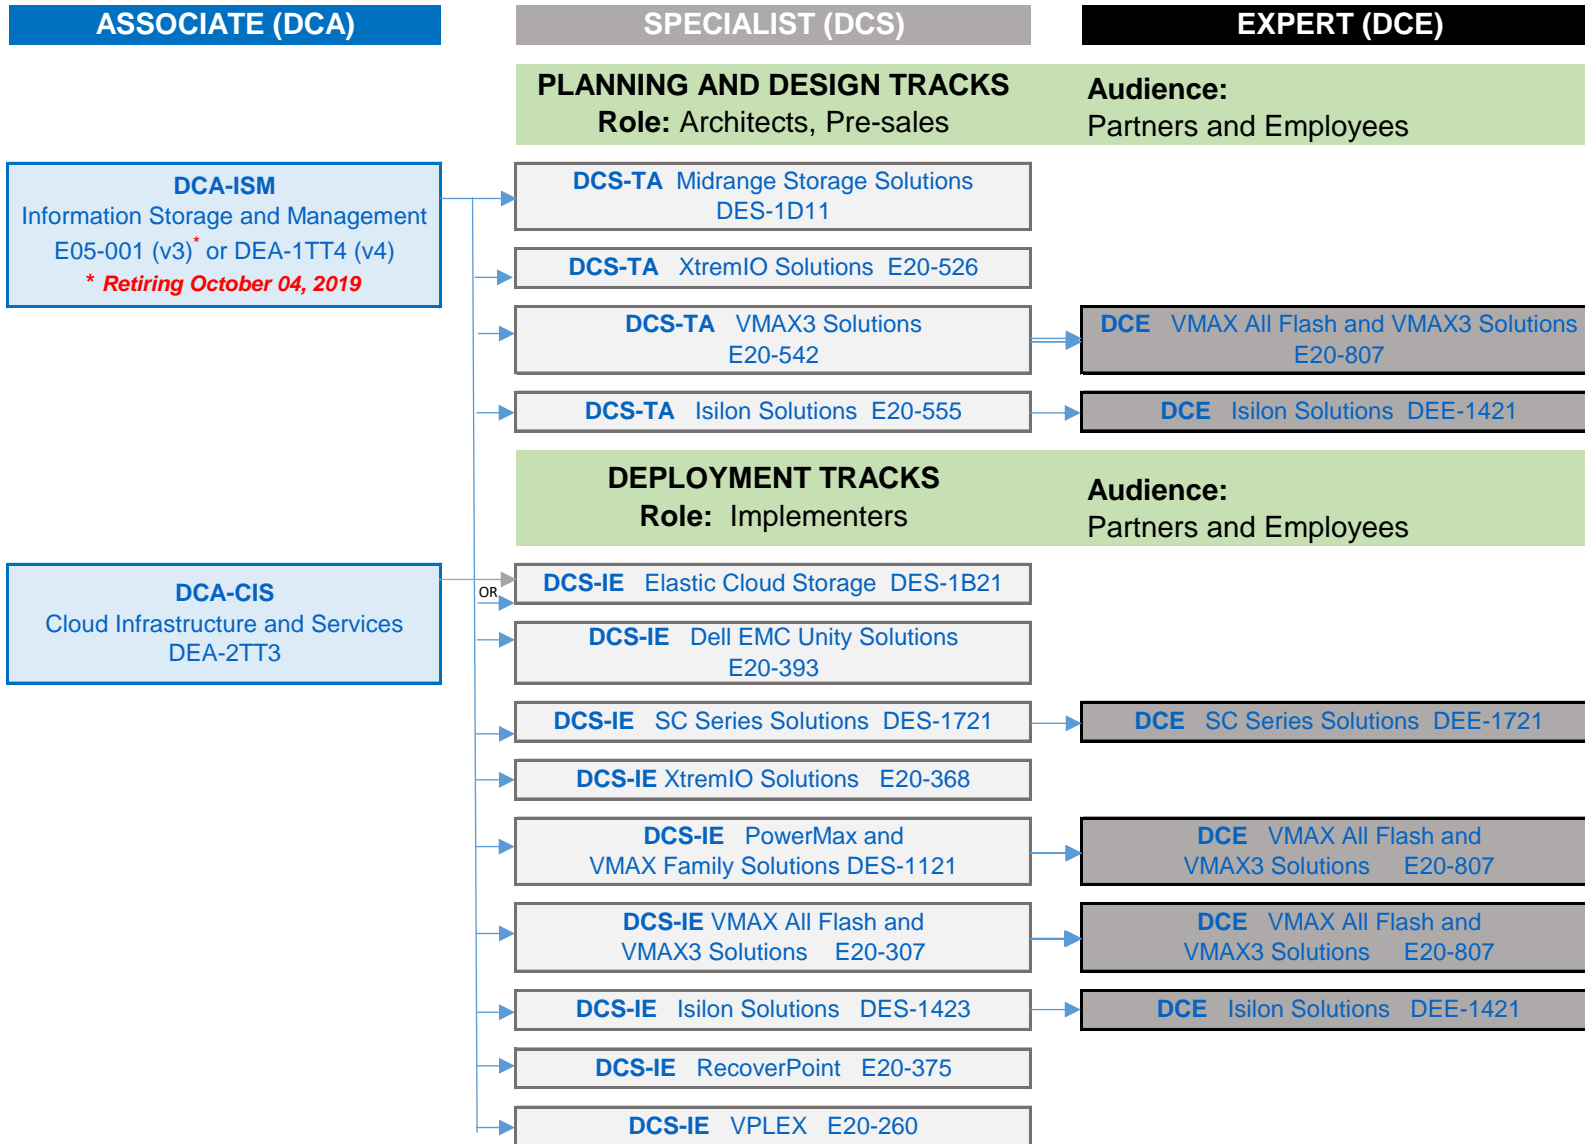 ASSOCIATE (DCA)
SPECIALIST (DCS)
EXPERT (DCE)
PLANNING AND DESIGN TRACKS
Role: Architects, Pre-sales
Audience:
Partners and Employees
DCA-ISM
Information Storage and Management
E05-001 (v3)* or DEA-1TT4 (v4)
* Retiring October 04, 2019
DCS-TA Midrange Storage Solutions
DES-1D11
DCS-TA XtremIO Solutions E20-526
DCS-TA VMAX3 Solutions
E20-542
DCE VMAX All Flash and VMAX3 Solutions
E20-807
DCS-TA Isilon Solutions E20-555
DCE Isilon Solutions DEE-1421
DEPLOYMENT TRACKS
Role: Implementers
Audience:
Partners and Employees
DCA-CIS
Cloud Infrastructure and Services
DEA-2TT3
OR
DCS-IE Elastic Cloud Storage DES-1B21
DCS-IE Dell EMC Unity Solutions
E20-393
DCS-IE SC Series Solutions DES-1721
DCE SC Series Solutions DEE-1721
DCS-IE XtremIO Solutions E20-368
DCS-IE PowerMax and
VMAX Family Solutions DES-1121
DCE VMAX All Flash and
VMAX3 Solutions E20-807
DCS-IE VMAX All Flash and
VMAX3 Solutions E20-307
DCE VMAX All Flash and
VMAX3 Solutions E20-807
DCS-IE Isilon Solutions DES-1423
DCE Isilon Solutions DEE-1421
DCS-IE RecoverPoint E20-375
DCS-IE VPLEX E20-260